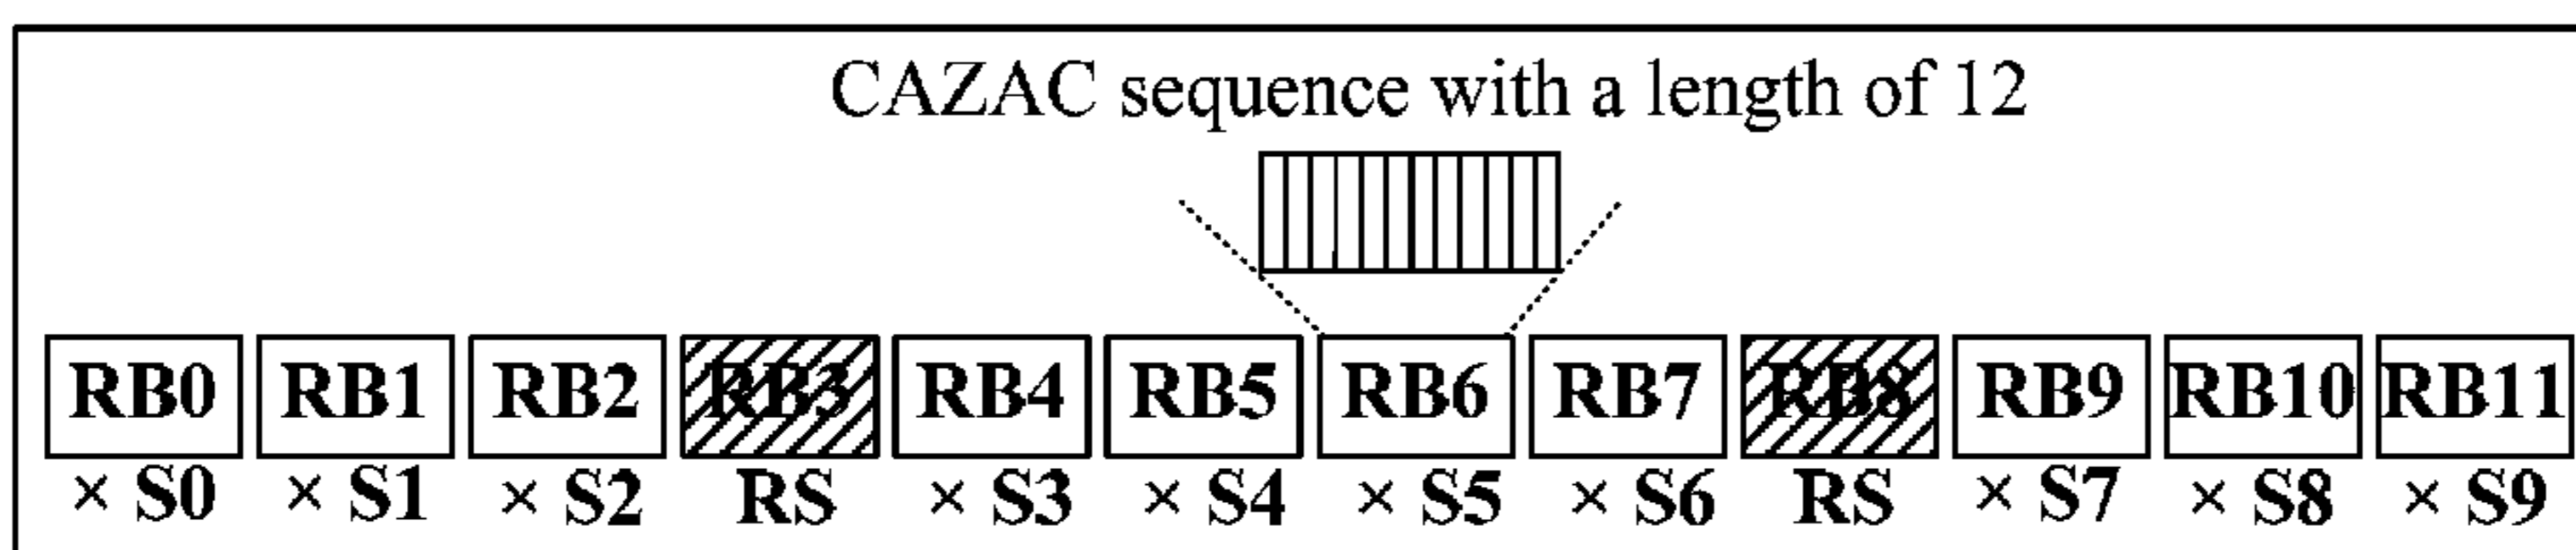 CAZAC sequence with a length of 12
RB0 RB1 RB2 RB3 RB4 RB5 RB6 RB7 RB8 RB9 RB10 RB11
× S0 × S1 × S2 RS × S3 × S4 × S5 × S6 RS × S7 × S8 × S9